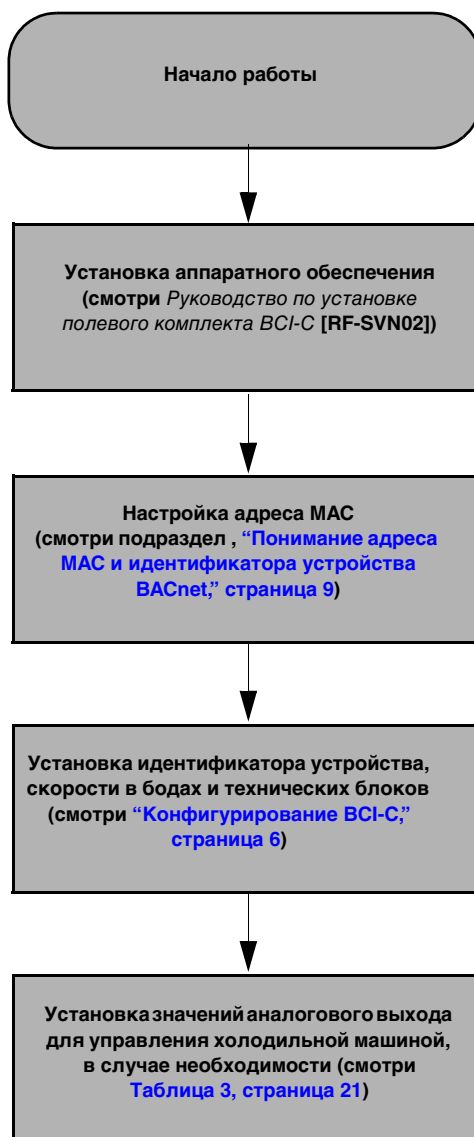 Начало работы
Установка аппаратного обеспечения
(смотри Руководство по установке
полевого комплекта BCI-C [RF-SVN02])
Настройка адреса MAC
(смотри подраздел , “Понимание адреса
MAC и идентификатора устройства
BACnet,” страница 9)
Установка идентификатора устройства,
скорости в бодах и технических блоков
(смотри “Конфигурирование BCI-C,”
страница 6)
Установка значений аналогового выхода
для управления холодильной машиной,
в случае необходимости (смотри
Таблица 3, страница 21)